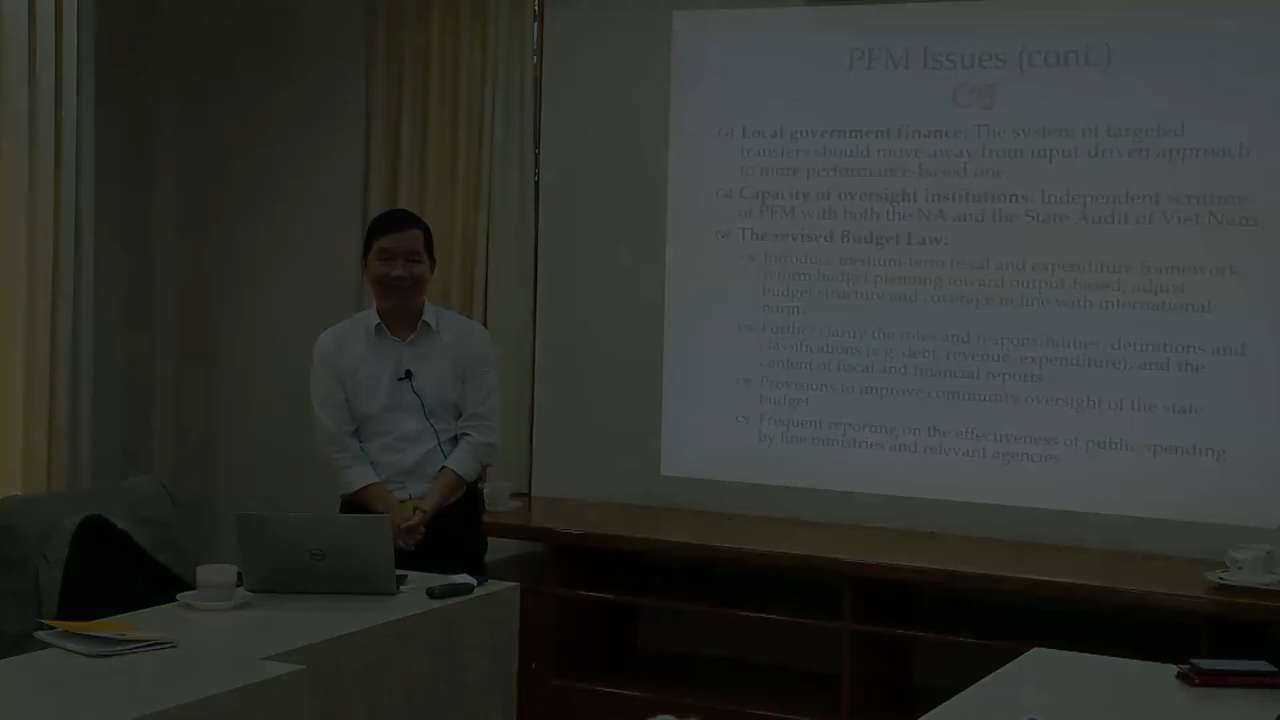 PFM Issues (cont.)
Local government finance: The system of targeted
transfers should move away from input-driven approach
to more performance-based one.
Capacity of oversight institutions: Independent scrutiny
of PFM with both the NA and the State Audit of Viet Nam
The revised Budget Law:
Introduce medium-term fiscal and expenditure framework,
reform budget planning toward output-based, adjust
budget structure and coverage in line with international
norms
Further clarify the roles and responsibilities, definitions and
classifications (e.g. debt, revenue, expenditure), and the
content of fiscal and financial reports
Provisions to improve community oversight of the state
budget
Frequent reporting on the effectiveness of public spending
by line ministries and relevant agencies
DELL